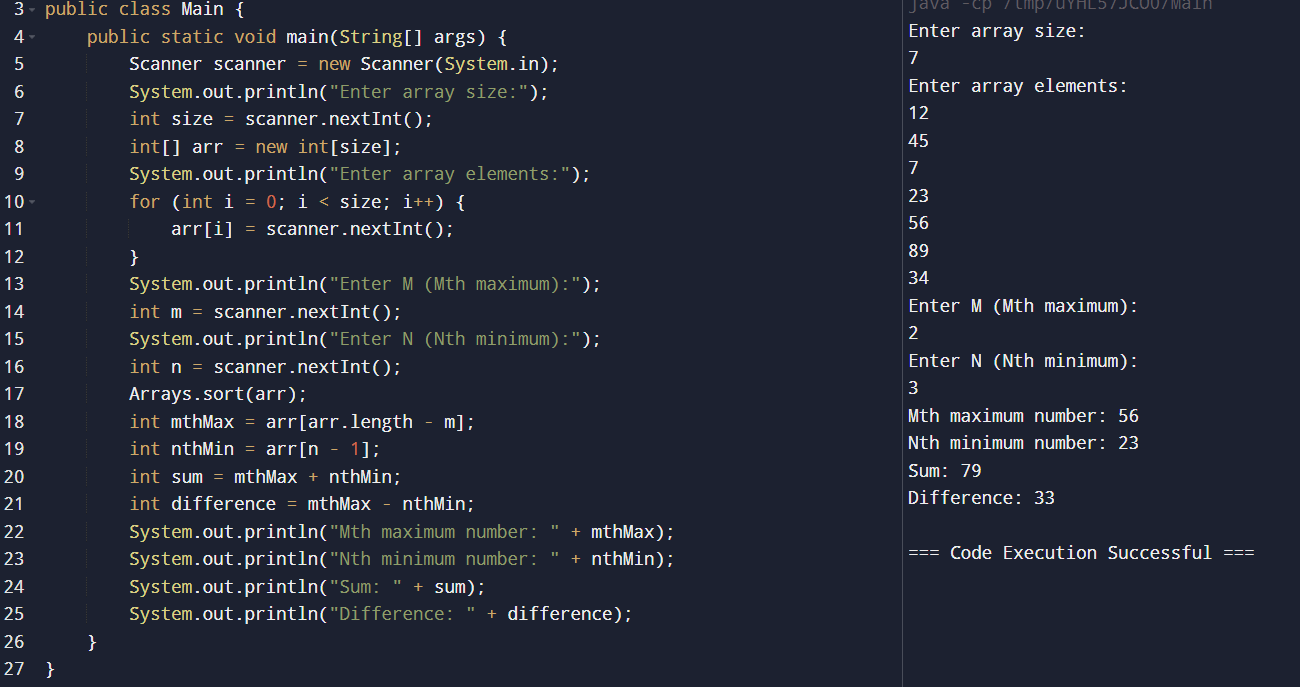 3 public class Main {
4 public static void main(String[] args) {
5 Scanner scanner = new Scanner(System.in);
6 System.out.println("Enter array size:");
7 int size = scanner.nextInt();
8 int[] arr = new int[size];
9 System.out.println("Enter array elements:");
10 for (int i = 0; i < size; i++) {
11 arr[i] = scanner.nextInt();
12 }
13 System.out.println("Enter M (Mth maximum):");
14 int m = scanner.nextInt();
15 System.out.println("Enter N (Nth minimum):");
16 int n = scanner.nextInt();
17 Arrays.sort(arr);
18 int mthMax = arr[arr.length - m];
19 int nthMin = arr[n - 1];
20 int sum = mthMax + nthMin;
21 int difference = mthMax - nthMin;
22 System.out.println("Mth maximum number: " + mthMax);
23 System.out.println("Nth minimum number: " + nthMin);
24 System.out.println("Sum: " + sum);
25 System.out.println("Difference: " + difference);
26 }
27 }
java -cp
Enter array size:
7
Enter array elements:
12
45
7
23
56
89
34
Enter M (Mth maximum):
2
Enter N (Nth minimum):
3
Mth maximum number: 56
Nth minimum number: 23
Sum: 79
Difference: 33
=== Code Execution Successful ===